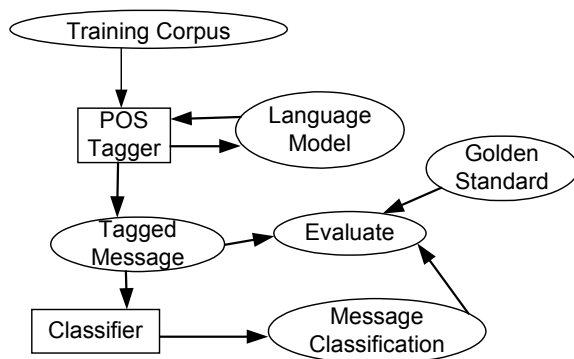 Training Corpus
POS
Tagger
Language
Model
Golden
Standard
Tagged
Message
Evaluate
Classifier
Message
Classification